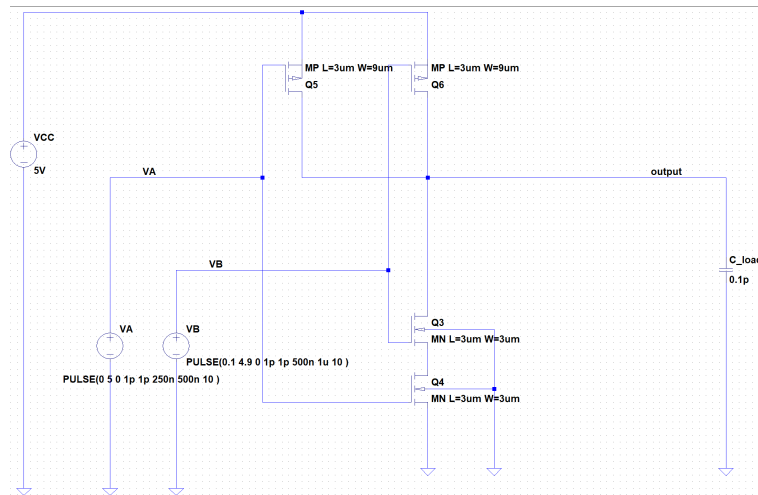 MP L=3um W=9um
Q5
MP L=3um W=9um
Q6
VCC
5V
VA
output
VB
C_loa
0.1p
VA
PULSE(0 5 0 1p 1p 250n 500n 10 )
VB
PULSE(0.1 4.9 0 1p 1p 500n 1u 10 )
Q3
MN L=3um W=3um
Q4
MN L=3um W=3um